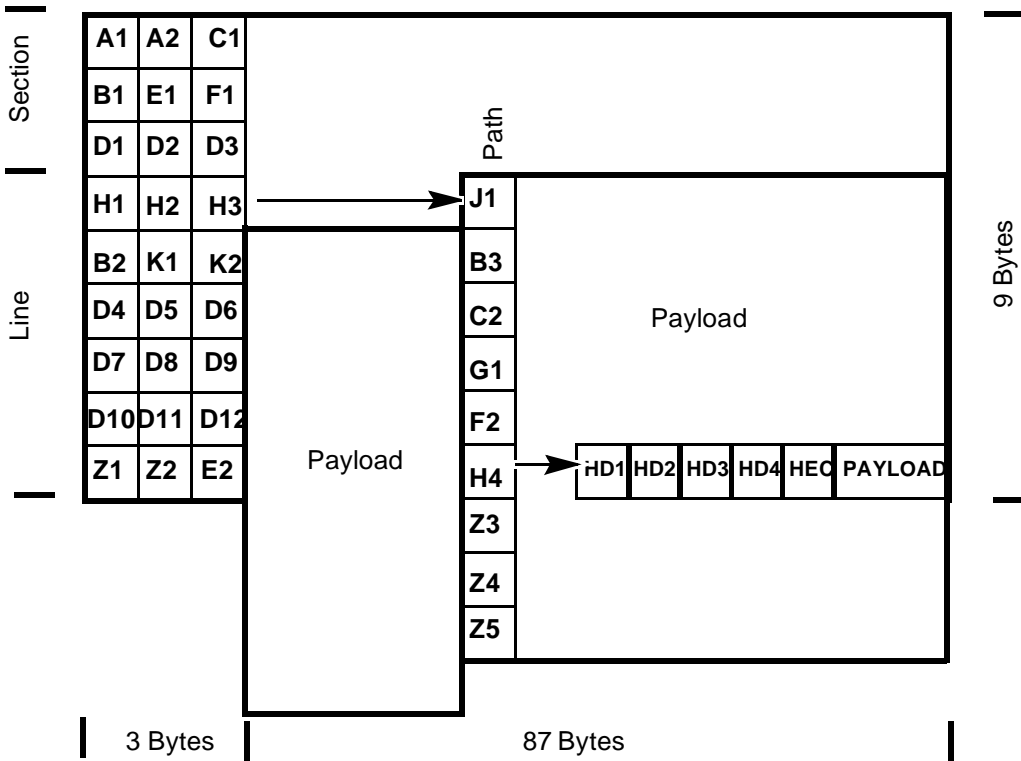 Section
A1 A2 C1
B1 E1 F1
D1 D2 D3
Path
Line
H1 H2 H3
J1
B2 K1 K2
B3
D4 D5 D6
C2
Payload
9 Bytes
D7 D8 D9
G1
D10 D11 D12
F2
Z1 Z2 E2
Payload
H4
HD1 HD2 HD3 HD4 HEC PAYLOAD
Z3
Z4
Z5
3 Bytes
87 Bytes